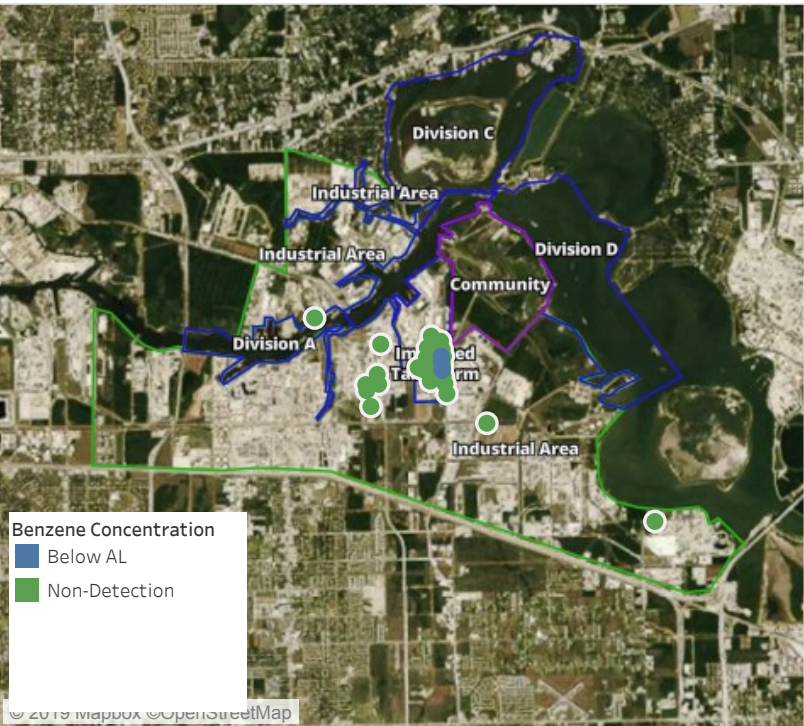 Division C
Industrial Area
Division D
Industrial Area
Community
Division A
Industrial Area
Benzene Concentration
Below AL
Non-Detection
© 2019 Mapbox ©OpenStreetMap